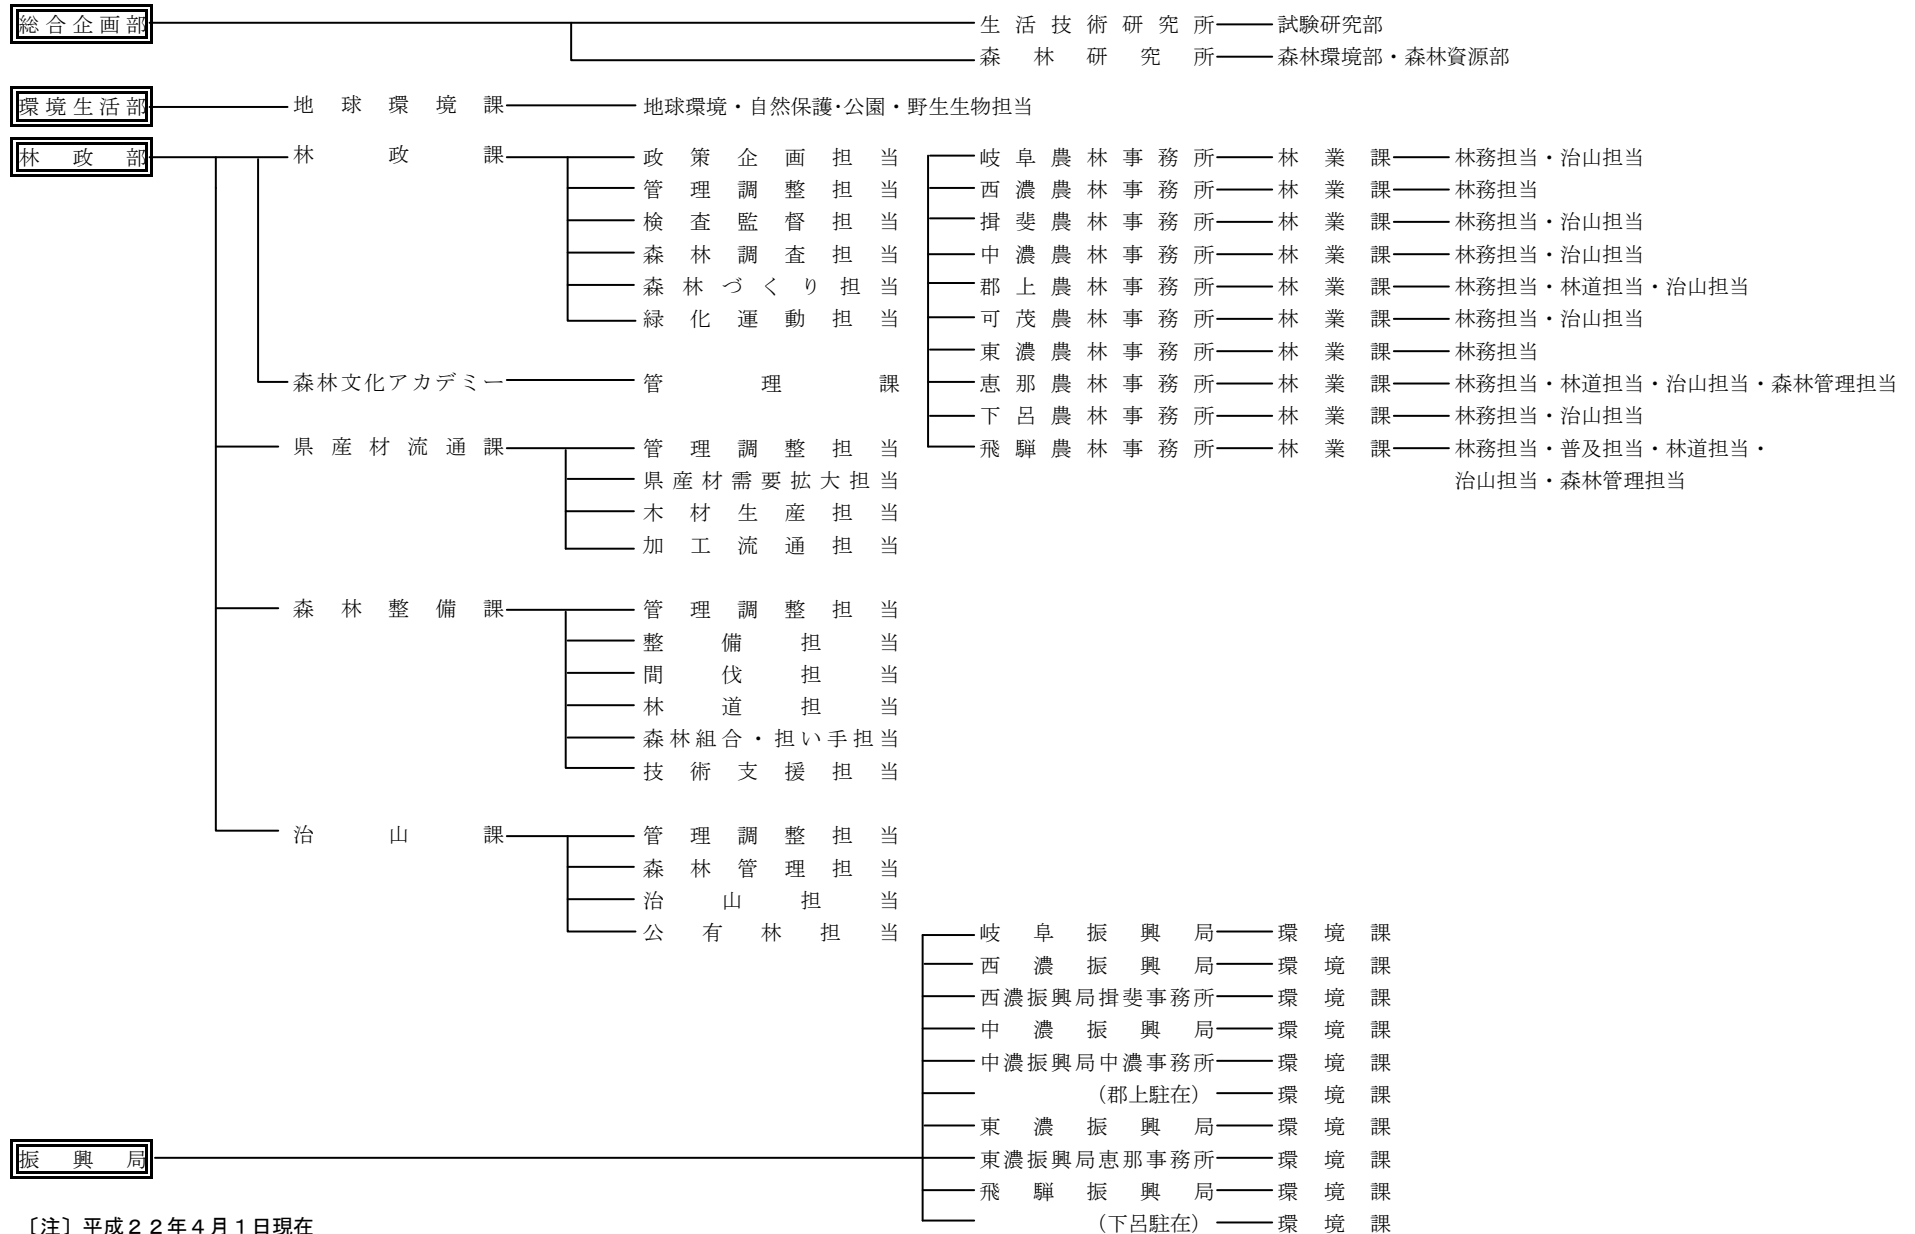 総合企画部 生活技術研究所 試験研究部
森林研究所 森林環境部・森林資源部
環境生活部 地球環境課 地球環境・自然保護・公園・野生生物担当
林政部 林政課 政策企画担当 岐阜農林事務所 林業課 林務担当・治山担当
管理調整担当 西濃農林事務所 林業課 林務担当
検査監督担当 揖斐農林事務所 林業課 林務担当・治山担当
森林調査担当 中濃農林事務所 林業課 林務担当・治山担当
森林づくり担当 郡上農林事務所 林業課 林務担当・林道担当・治山担当
緑化運動担当 可茂農林事務所 林業課 林務担当・治山担当
東濃農林事務所 林業課 林務担当
森林文化アカデミー 管理課 恵那農林事務所 林業課 林務担当・林道担当・治山担当・森林管理担当
下呂農林事務所 林業課 林務担当・治山担当
県産材流通課 管理調整担当 飛騨農林事務所 林業課 林務担当・普及担当・林道担当・
県産材需要拡大担当 治山担当・森林管理担当
木材生産担当
加工流通担当
森林整備課 管理調整担当
整備担当
間伐担当
林道担当
森林組合・担い手担当
技術支援担当
治山課 管理調整担当
森林管理担当
治山担当
公有林担当 岐阜振興局 環境課
西濃振興局 環境課
西濃振興局揖斐事務所 環境課
中濃振興局 環境課
中濃振興局中濃事務所 環境課
（郡上駐在） 環境課
東濃振興局 環境課
振興局 東濃振興局恵那事務所 環境課
飛騨振興局 環境課
（下呂駐在） 環境課
〔注〕平成２２年４月１日現在